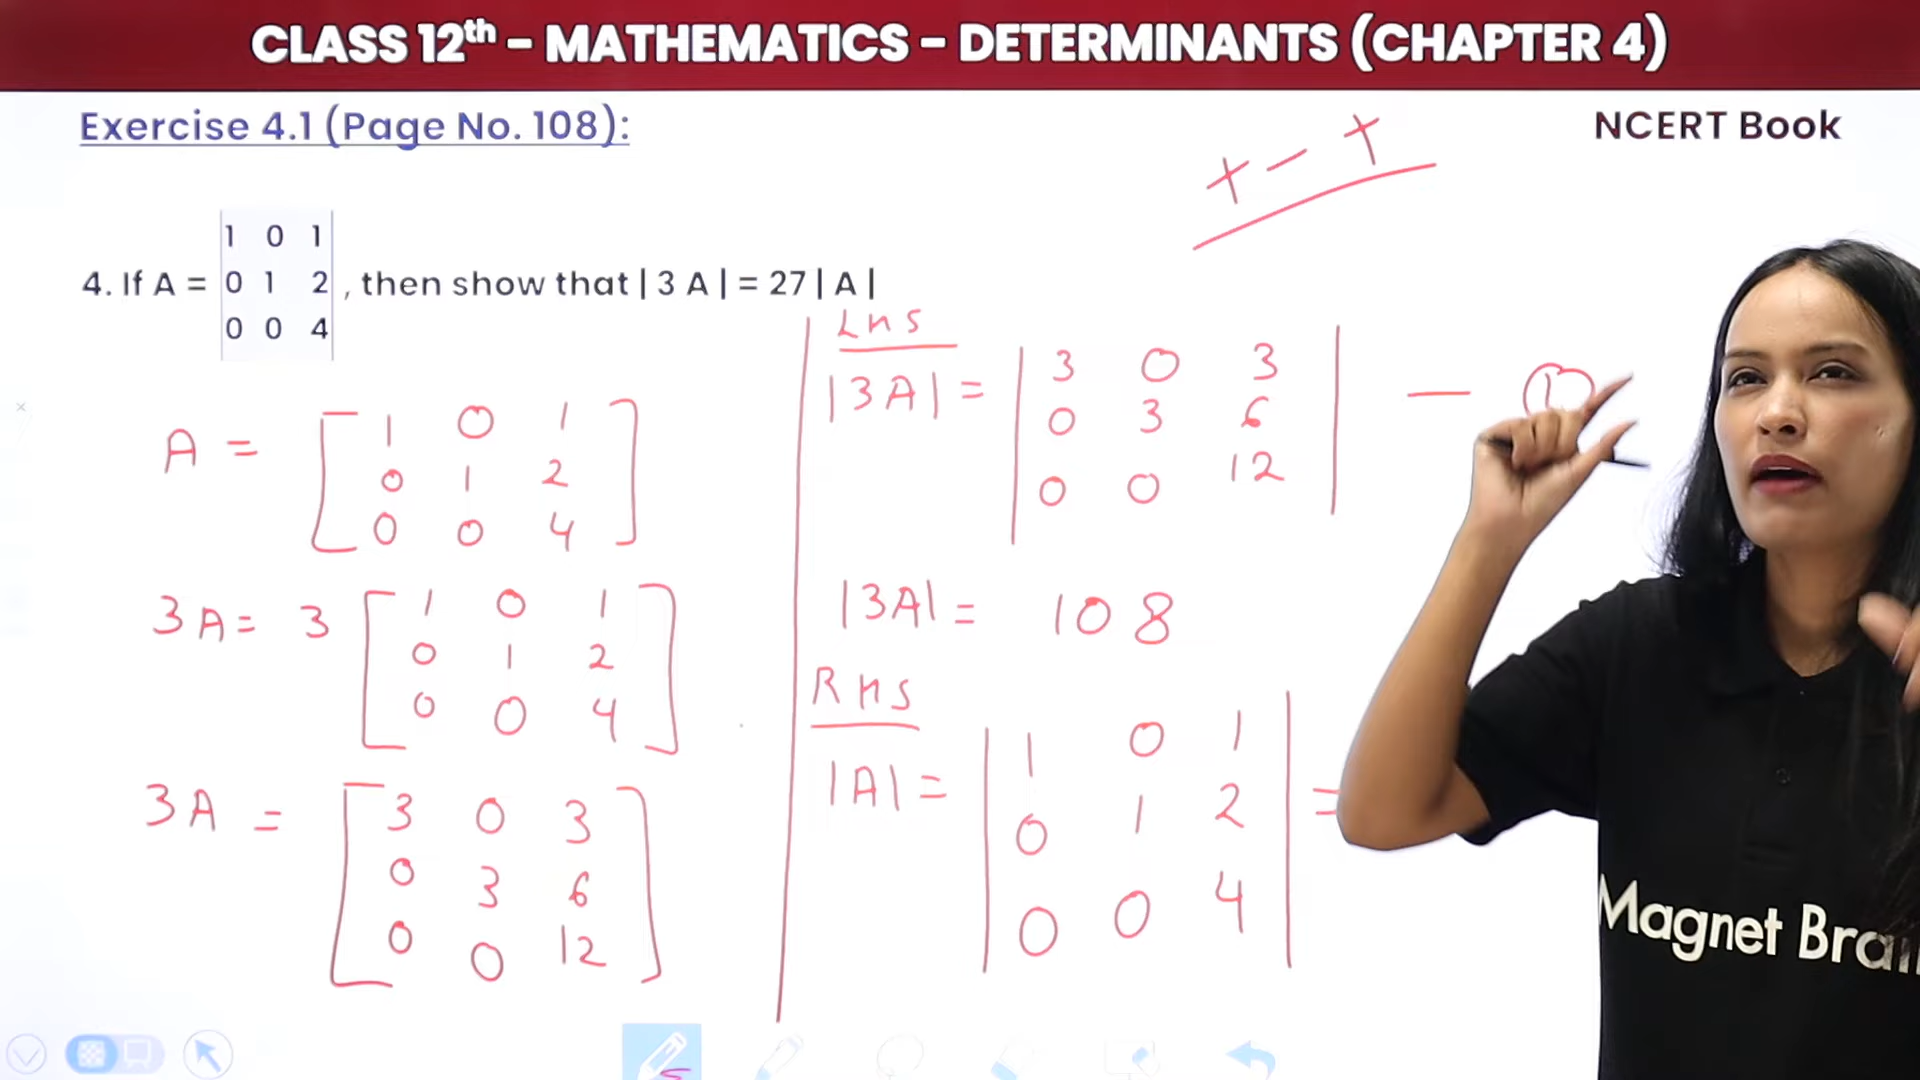 CLASS 12th – MATHEMATICS – DETERMINANTS (CHAPTER 4)
Exercise 4.1 (Page No. 108):
NCERT Book
+ – +
1 0 1
4. If A = 0 1 2 , then show that | 3 A | = 27 | A |
0 0 4
A = [ 1 0 1
0 1 2
0 0 4 ]
3A = 3 [ 1 0 1
0 1 2
0 0 4 ]
3A = [ 3 0 3
0 3 6
0 0 12 ]
LHS
|3A| = | 3 0 3 | — 1
0 3 6
0 0 12
|3A| = 108
RHS
|A| = | 1 0 1 | =
0 1 2
0 0 4
Magnet Brai